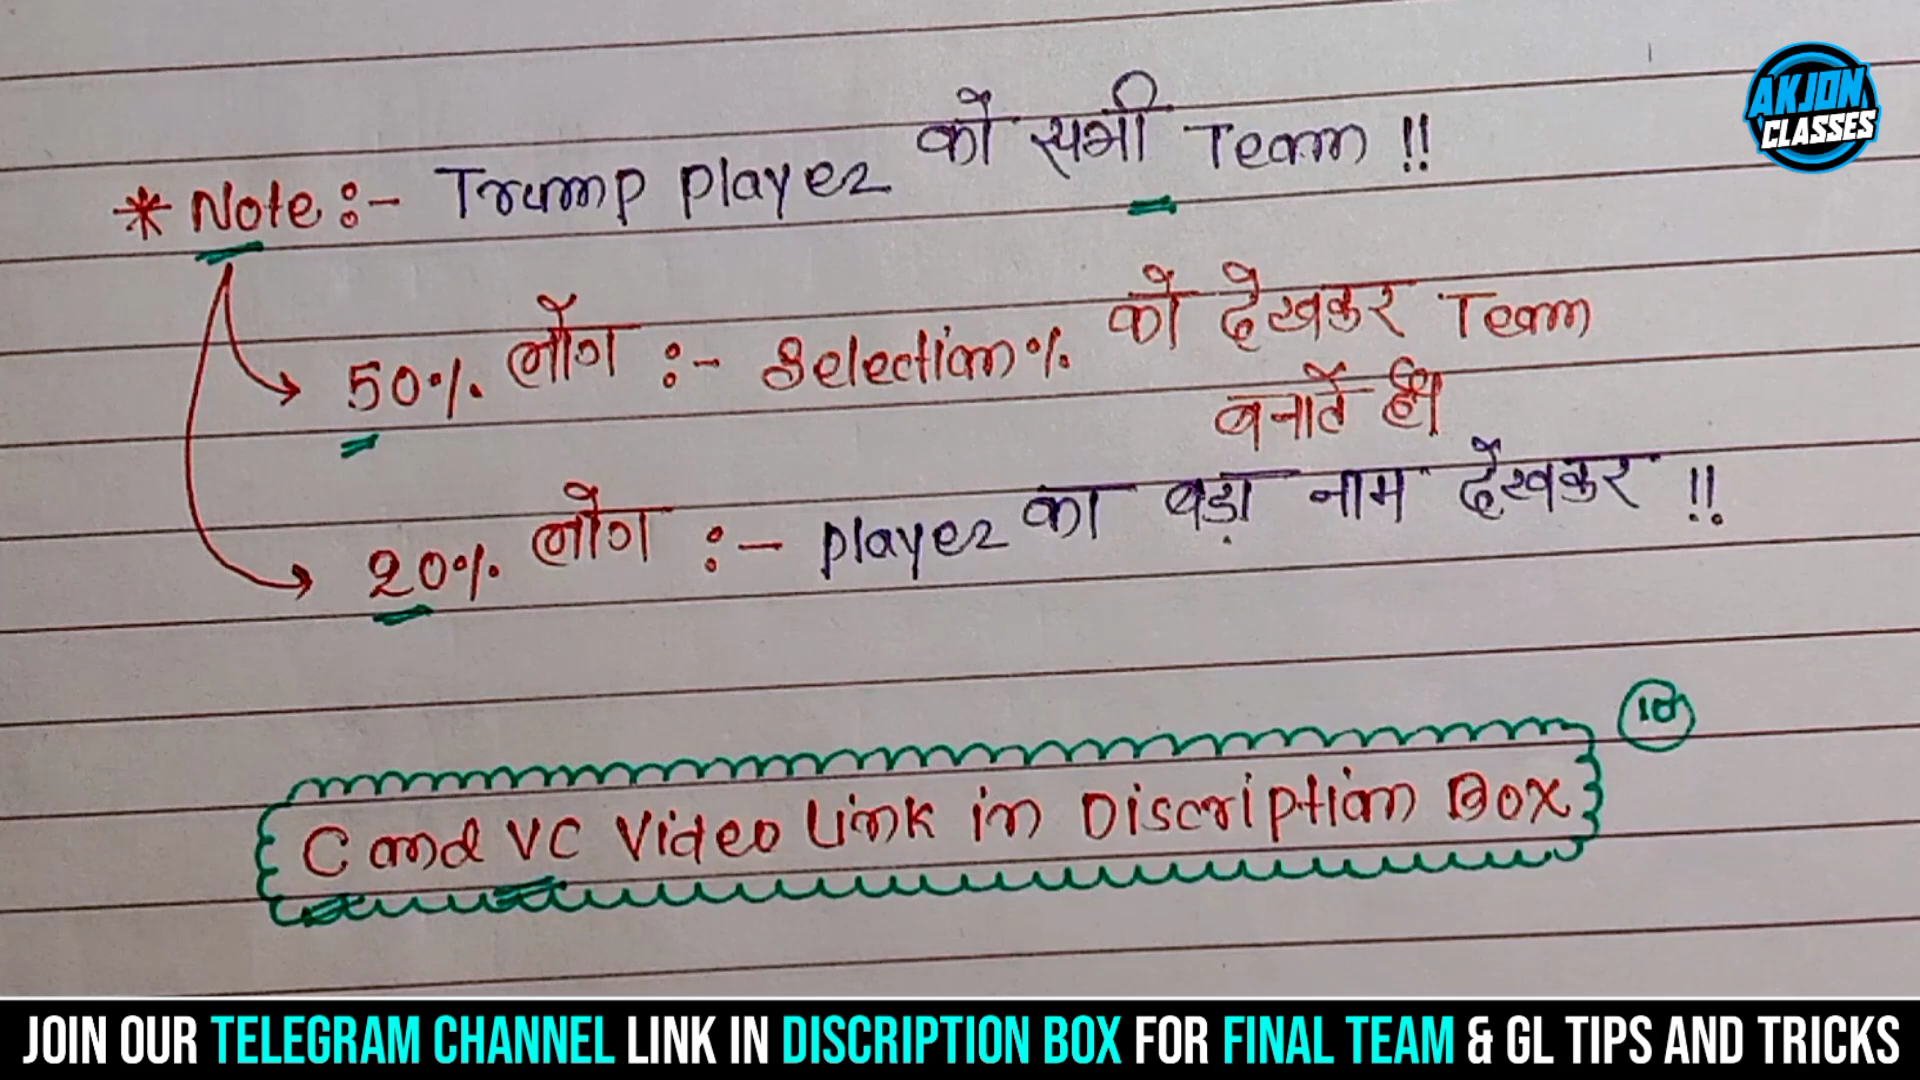 AKJON CLASSES
* Note :- Trump Player को सभी Team !!
50% लोग :- Selection% को देखकर Team
बनाते है।
20% लोग :- Player का बड़ा नाम देखकर !!
C and VC Video Link in Discription Box
JOIN OUR TELEGRAM CHANNEL LINK IN DISCRIPTION BOX FOR FINAL TEAM & GL TIPS AND TRICKS